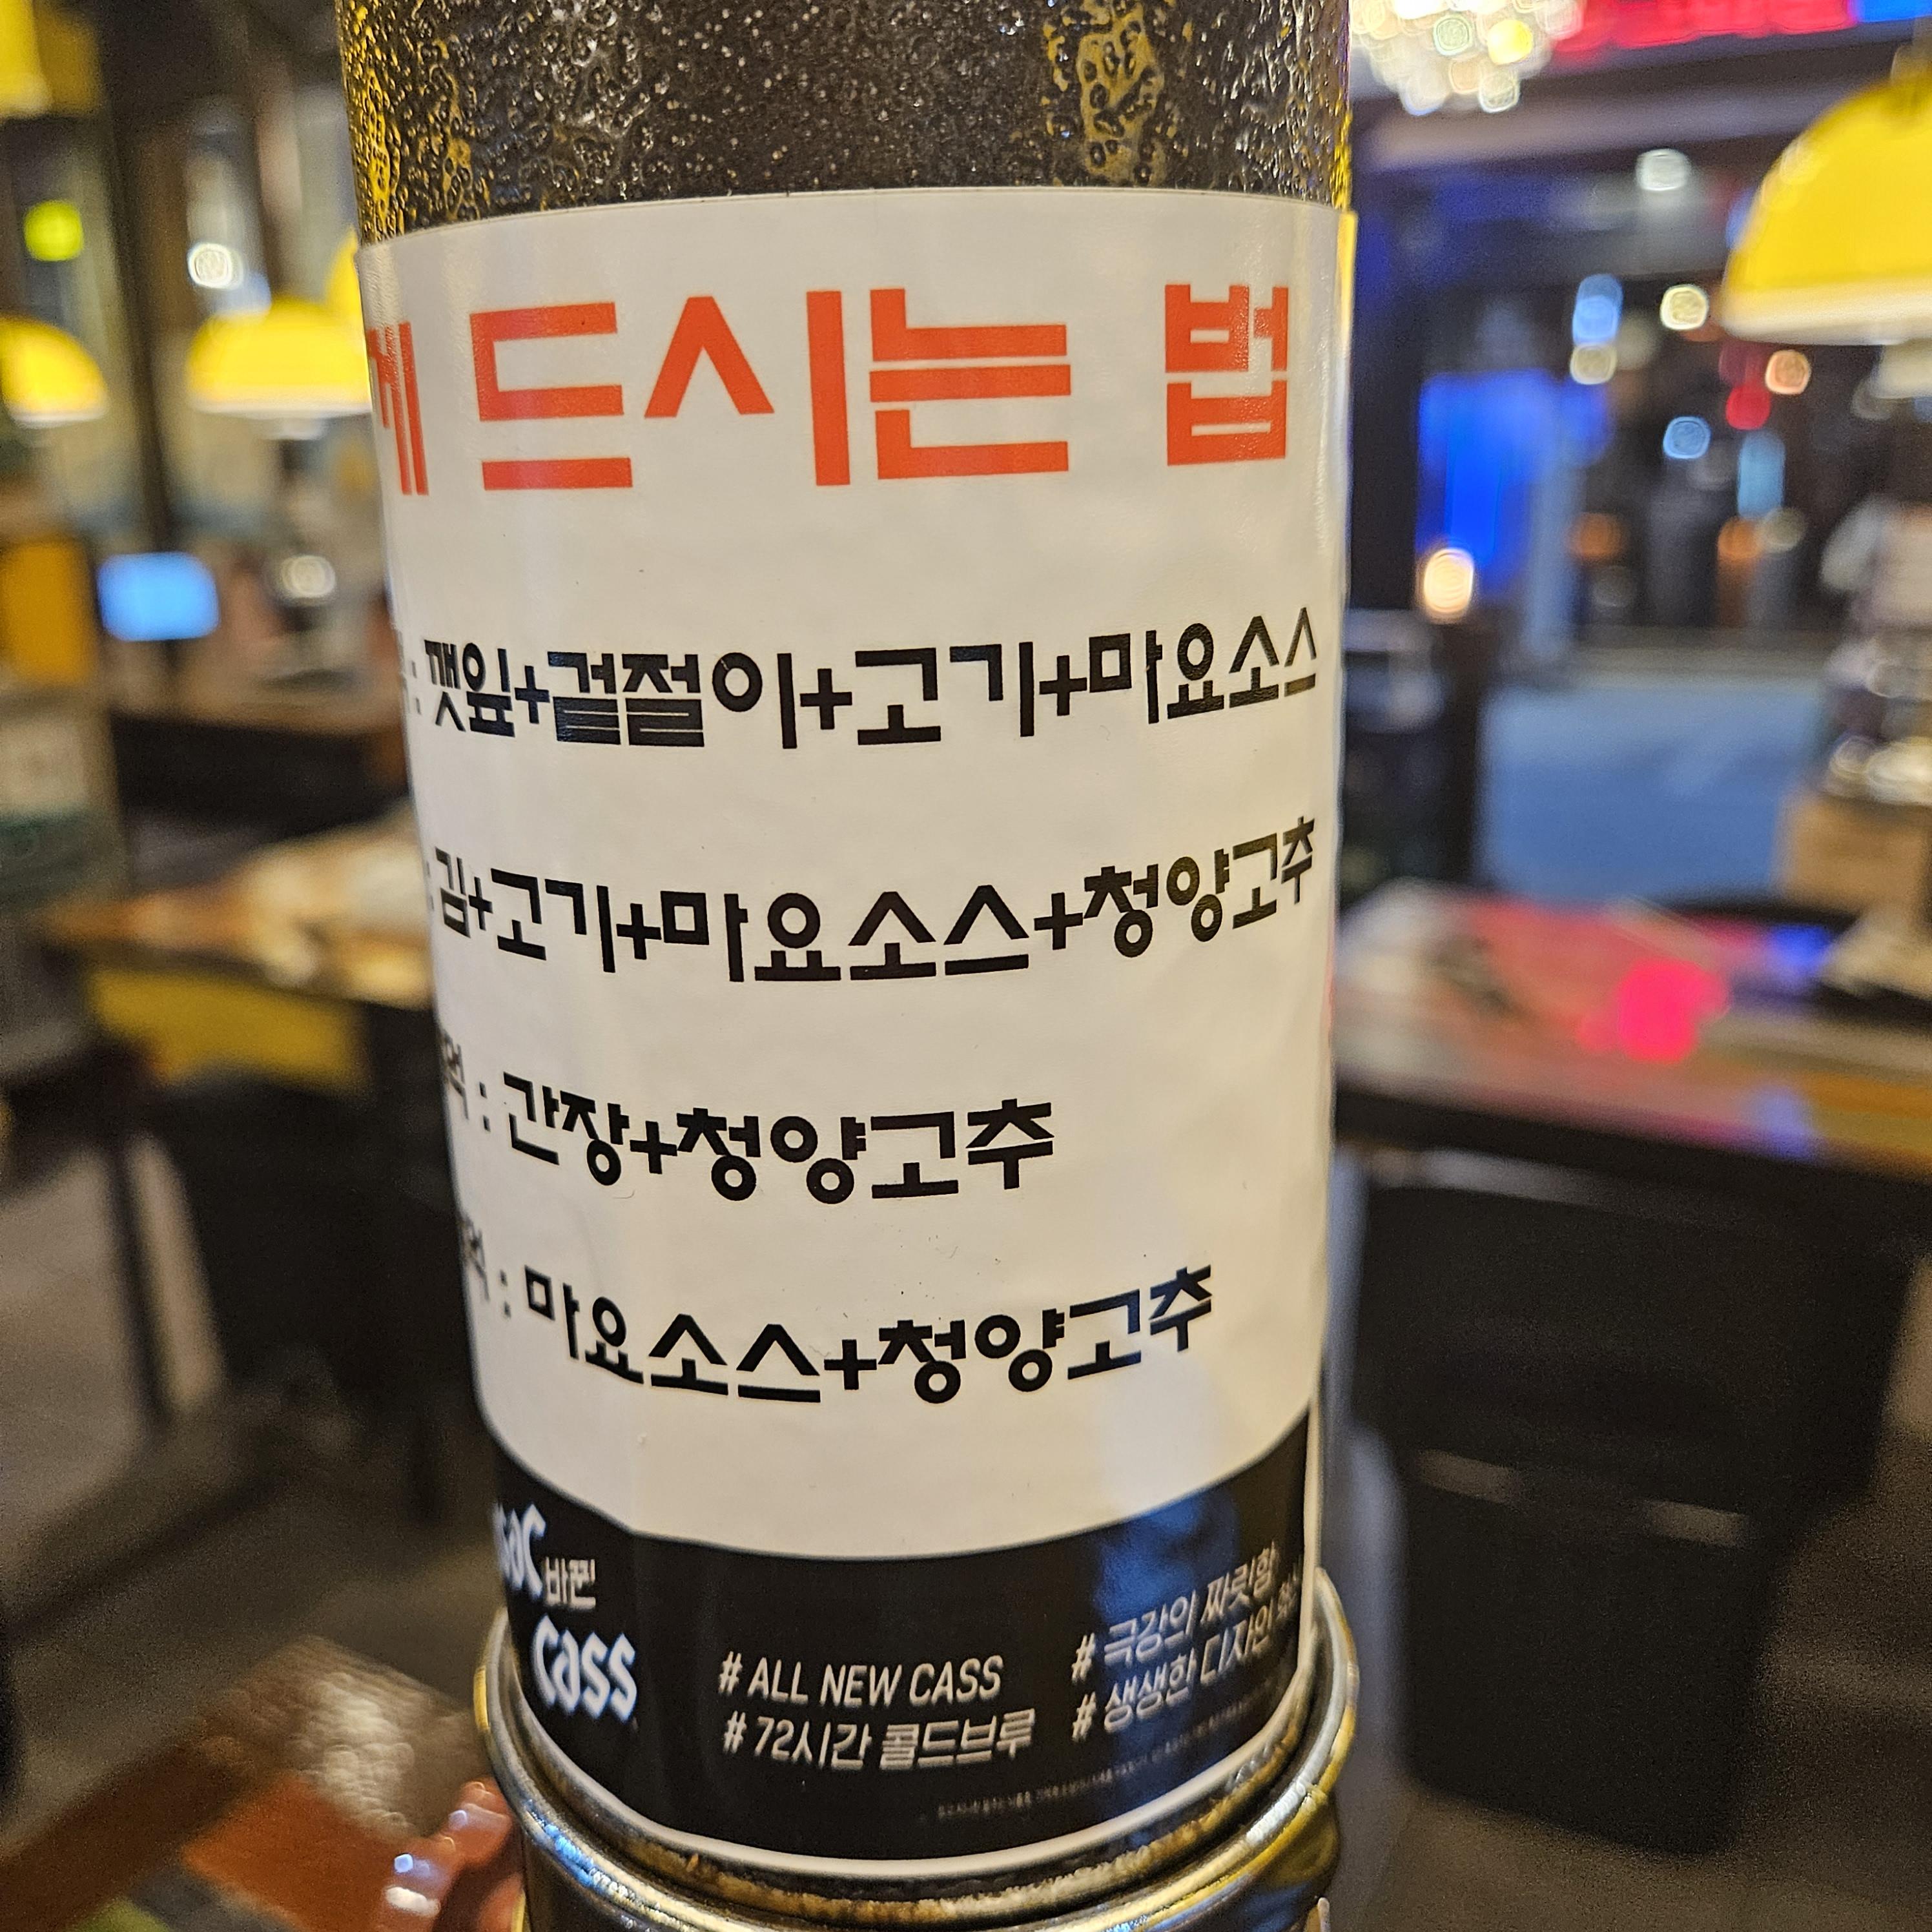 게 드시는 법
: 깻잎+겉절이+고기+마요소스
: 김+고기+마요소스+청양고추
: 간장+청양고추
: 마요소스+청양고추
바뀐
Cass
# ALL NEW CASS
# 72시간 콜드브루
# 극강의 짜릿함
# 생생한 디자인